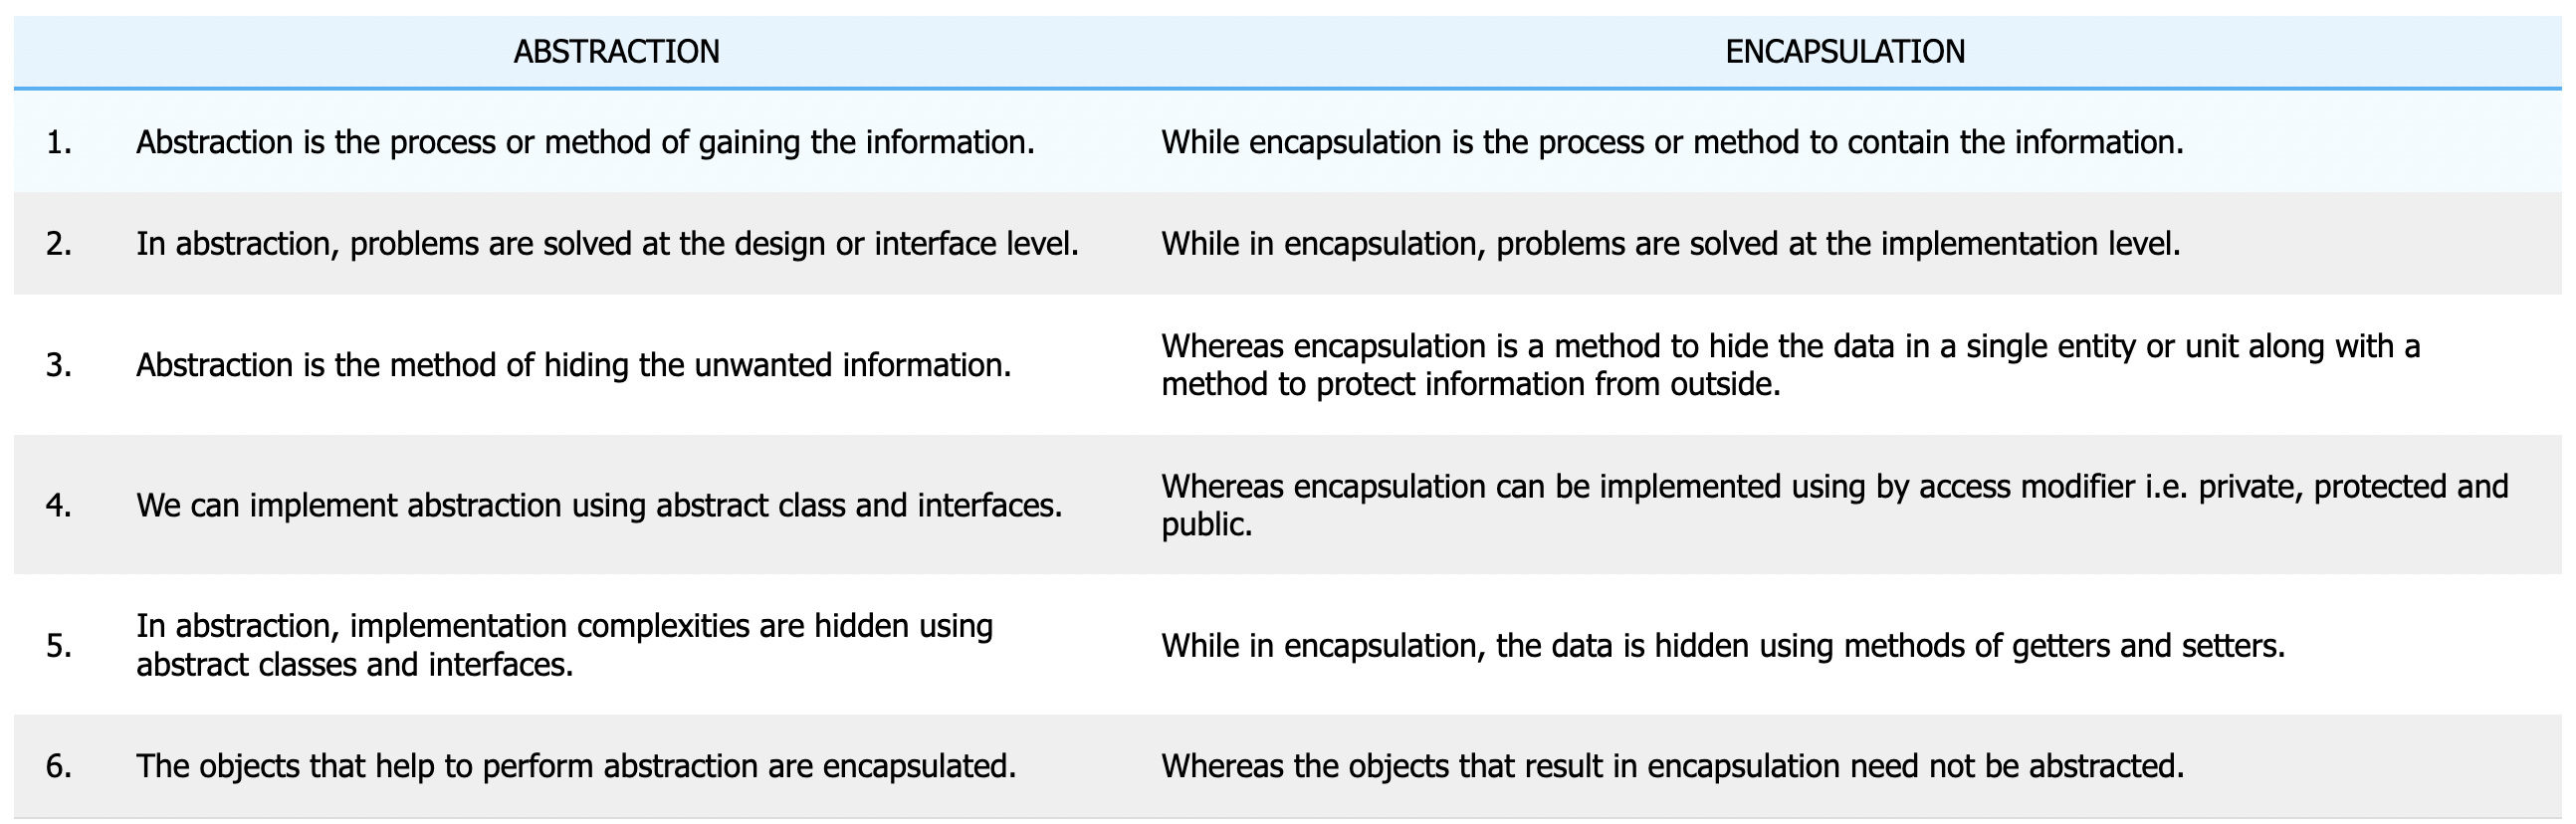 ABSTRACTION ENCAPSULATION
1. Abstraction is the process or method of gaining the information. While encapsulation is the process or method to contain the information.
2. In abstraction, problems are solved at the design or interface level. While in encapsulation, problems are solved at the implementation level.
3. Abstraction is the method of hiding the unwanted information.
Whereas encapsulation is a method to hide the data in a single entity or unit along with a
method to protect information from outside.
4. We can implement abstraction using abstract class and interfaces.
Whereas encapsulation can be implemented using by access modifier i.e. private, protected and
public.
5. In abstraction, implementation complexities are hidden using
abstract classes and interfaces.
While in encapsulation, the data is hidden using methods of getters and setters.
6. The objects that help to perform abstraction are encapsulated. Whereas the objects that result in encapsulation need not be abstracted.